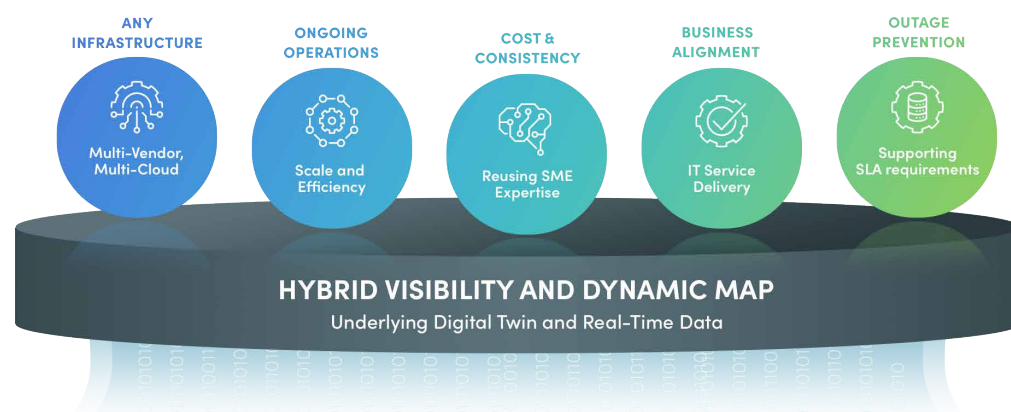 ANY
INFRASTRUCTURE
Multi-Vendor,
Multi-Cloud
ONGOING
OPERATIONS
Scale and
Efficiency
COST &
CONSISTENCY
Reusing SME
Expertise
BUSINESS
ALIGNMENT
IT Service
Delivery
OUTAGE
PREVENTION
Supporting
SLA requirements
HYBRID VISIBILITY AND DYNAMIC MAP
Underlying Digital Twin and Real-Time Data